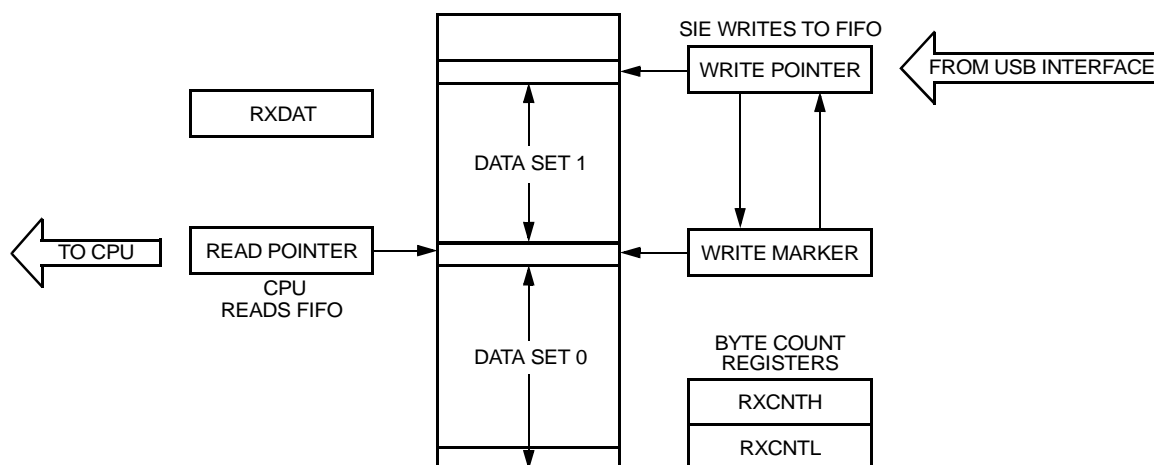 SIE WRITES TO FIFO
WRITE POINTER
FROM USB INTERFACE
RXDAT
DATA SET 1
TO CPU
READ POINTER
WRITE MARKER
CPU
READS FIFO
DATA SET 0
BYTE COUNT
REGISTERS
RXCNTH
RXCNTL